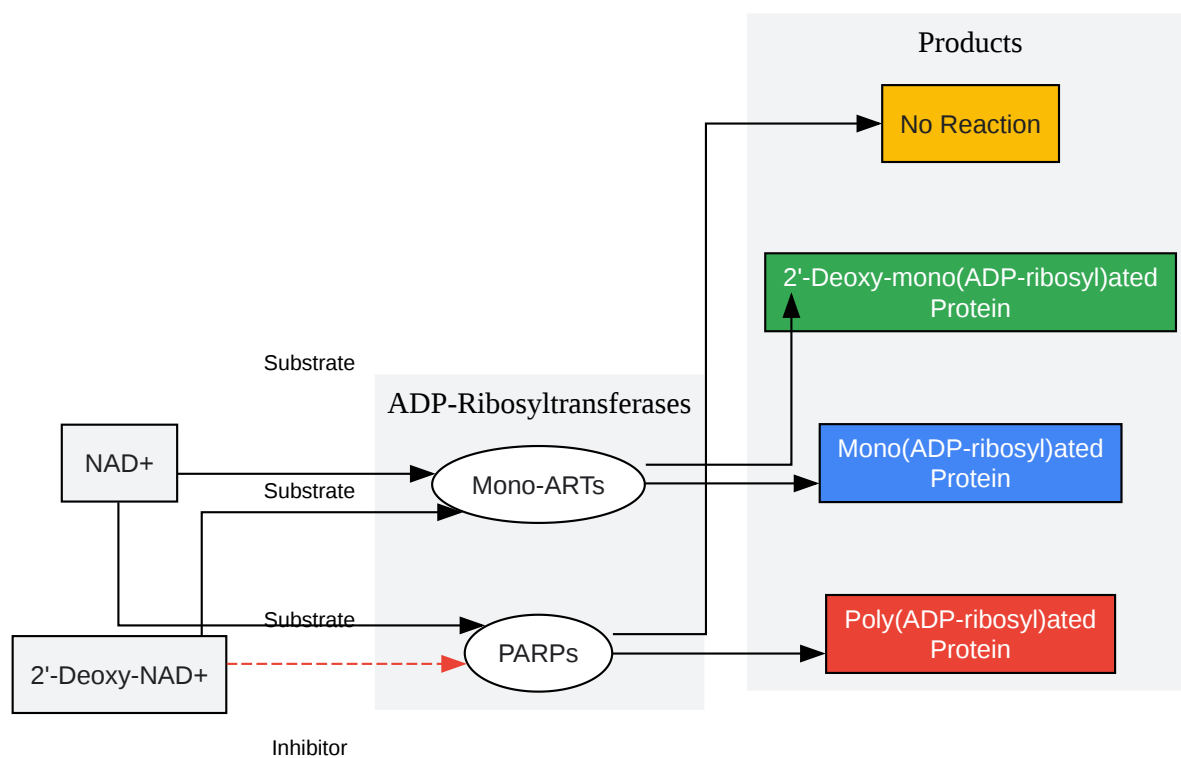 Products
No Reaction
2'-Deoxy-mono(ADP-ribosyl)ated
Protein
Substrate
ADP-Ribosyltransferases
NAD+
Mono-ARTs
Mono(ADP-ribosyl)ated
Protein
Substrate
Substrate
Poly(ADP-ribosyl)ated
Protein
2'-Deoxy-NAD+
PARPs
Inhibitor